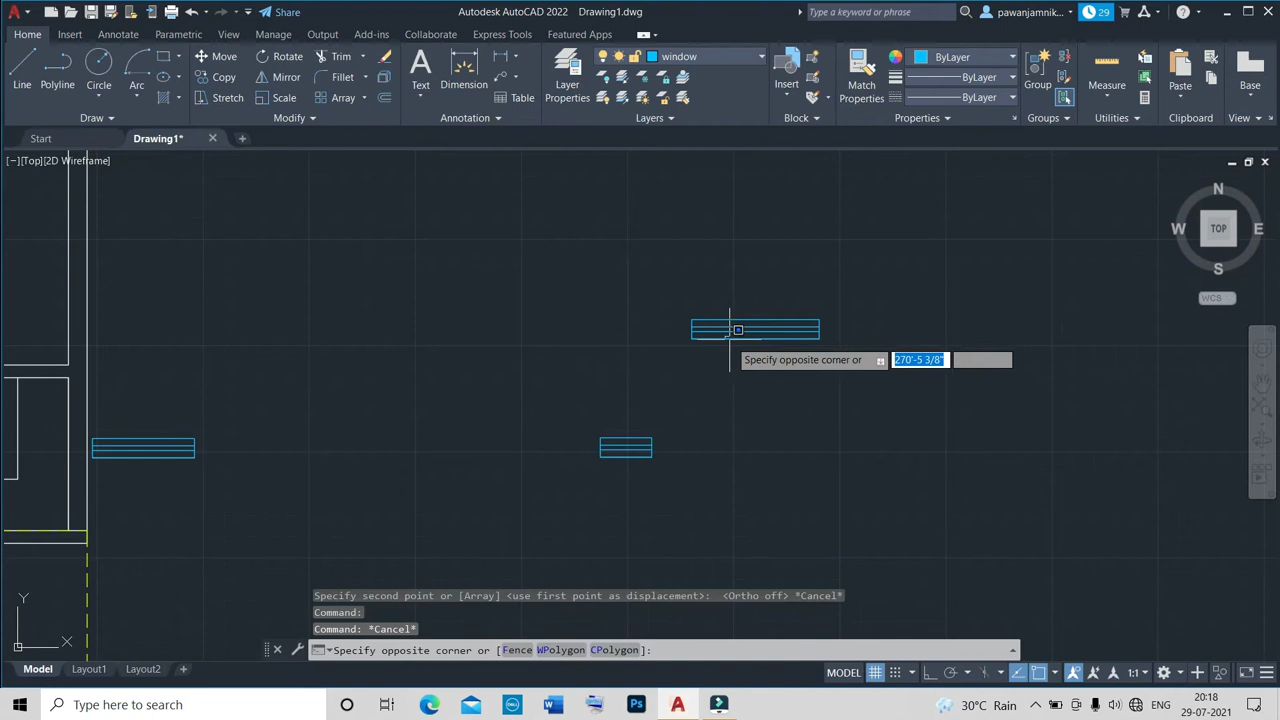 Share
Autodesk AutoCAD 2022 Drawing1.dwg
Type a keyword or phrase
pawanjamnik...
29
Home Insert Annotate Parametric View Manage Output Add-ins Collaborate Express Tools Featured Apps
Line
Polyline
Circle
Arc
Move
Rotate
Trim
Copy
Mirror
Fillet
Stretch
Scale
Array
Text
Dimension
Table
Layer
Properties
window
Insert
Match
Properties
ByLayer
ByLayer
ByLayer
Group
Measure
Paste
Base
Draw
Modify
Annotation
Layers
Block
Properties
Groups
Utilities
Clipboard
View
Start
Drawing1*
[−][Top][2D Wireframe]
N
W
TOP
E
S
WCS
Specify opposite corner or
270'-5 3/8"
Specify second point or [Array] <use first point as displacement>: <Ortho off> *Cancel*
Command:
Command: *Cancel*
Specify opposite corner or [Fence WPolygon CPolygon]:
Y
X
Model Layout1 Layout2
MODEL
1:1
Type here to search
30°C Rain
ENG
20:18
29-07-2021